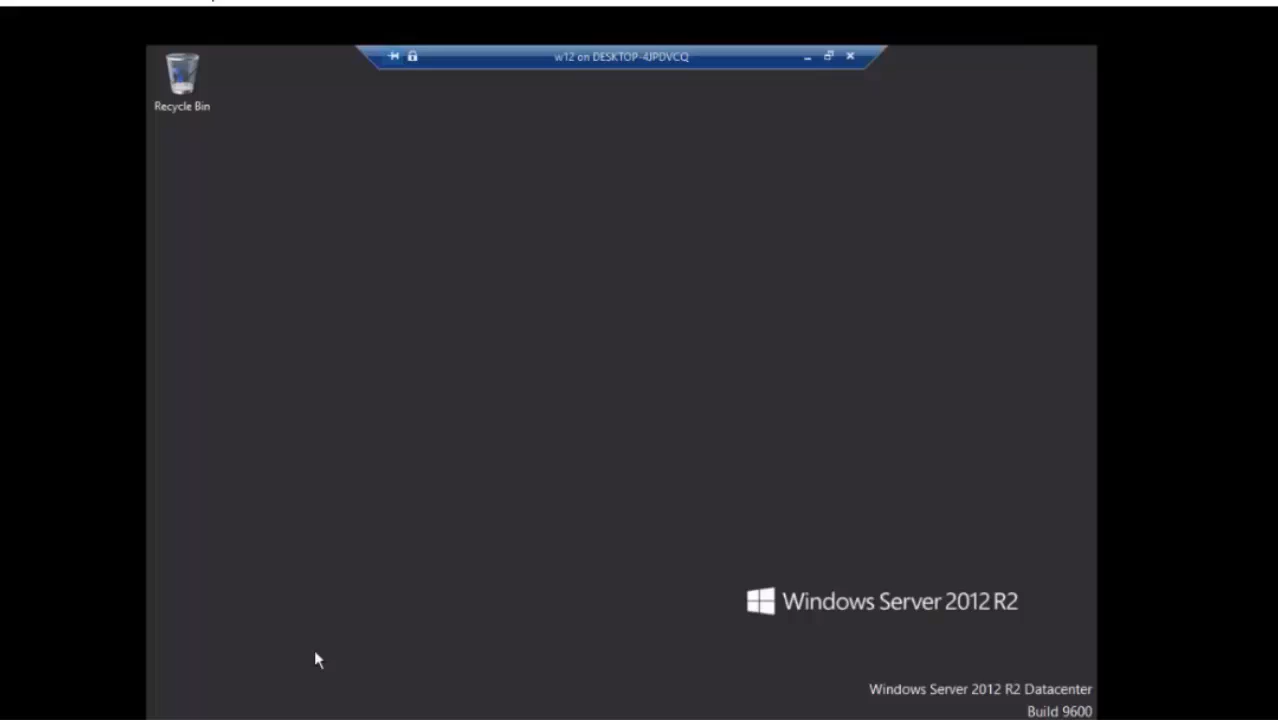 w12 on DESKTOP-4JPDVCQ
Recycle Bin
Windows Server 2012 R2
Windows Server 2012 R2 Datacenter
Build 9600